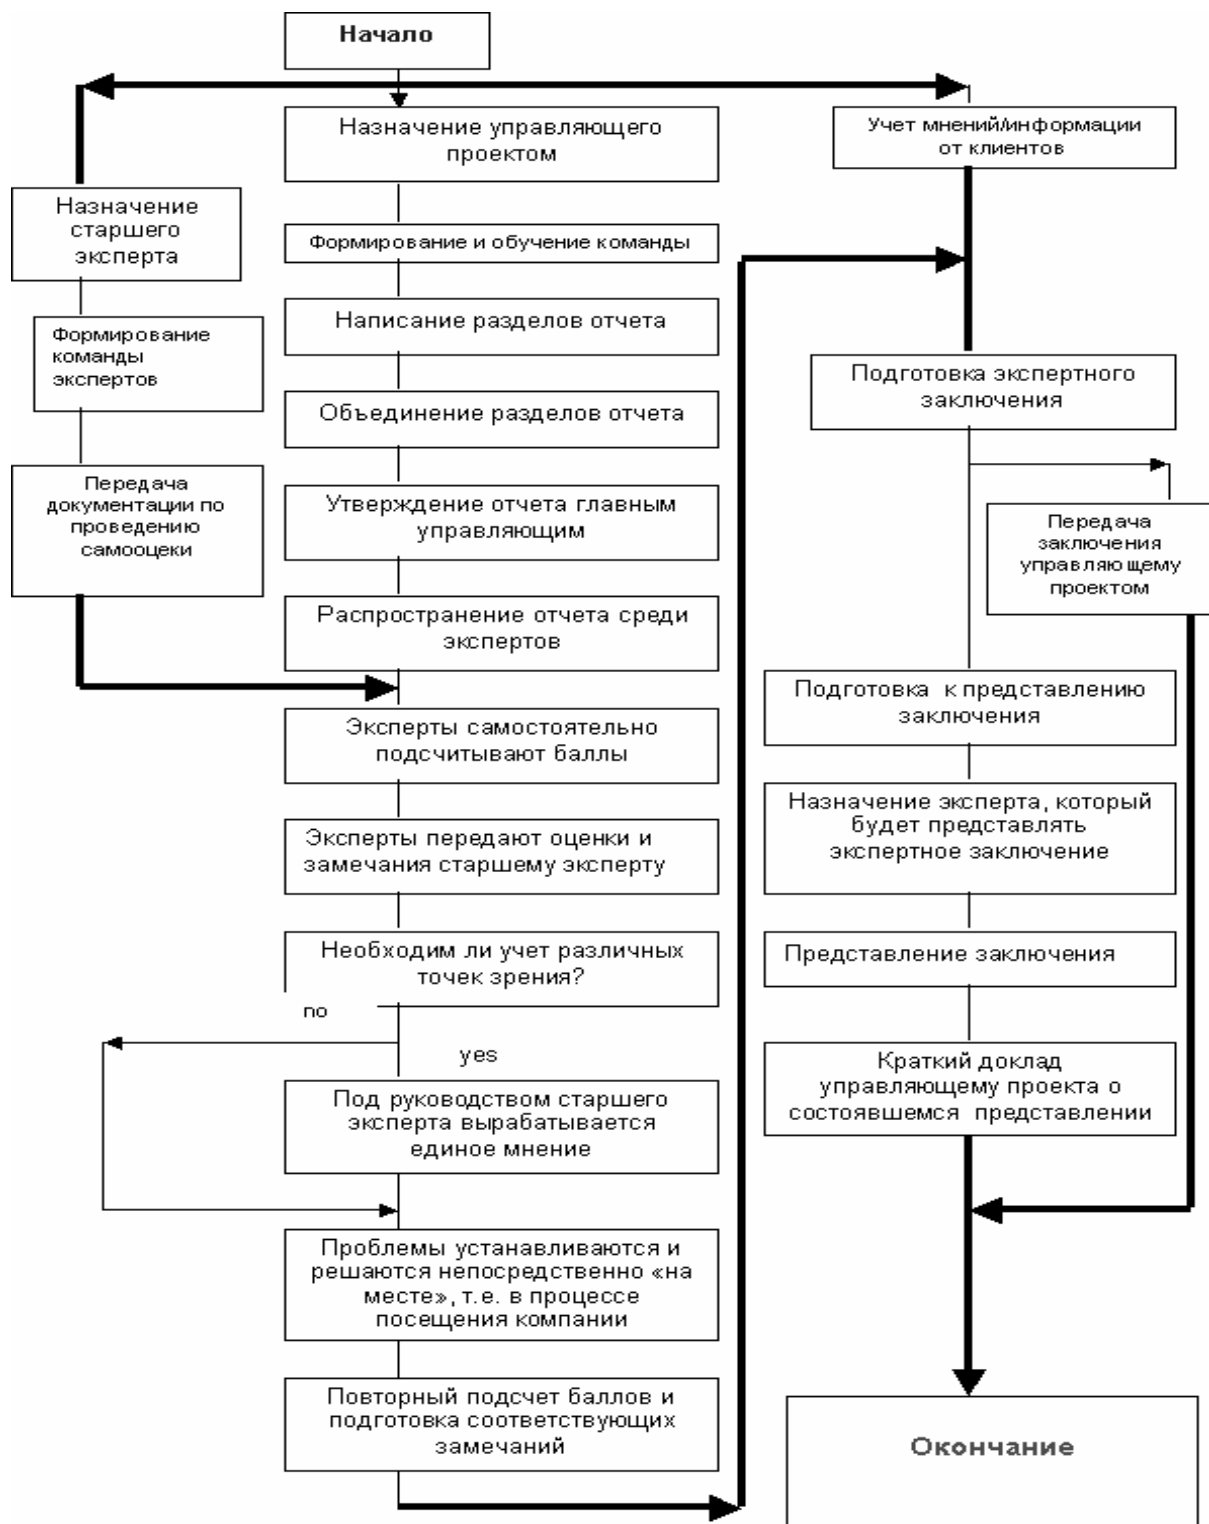 Начало
Назначение управляющего
проектом
Учет мнений/информации
от клиентов
Назначение
старшего
эксперта
Формирование и обучение команды
Формирование
команды
экспертов
Написание разделов отчета
Подготовка экспертного
заключения
Объединение разделов отчета
Передача
документации по
проведению
самооцеки
Утверждение отчета главным
управляющим
Передача
заключения
управляющему
проектом
Распространение отчета среди
экспертов
Подготовка к представлению
заключения
Эксперты самостоятельно
подсчитывают баллы
Назначение эксперта, который
будет представлять
экспертное заключение
Эксперты передают оценки и
замечания старшему эксперту
Необходим ли учет различных
точек зрения?
Представление заключения
no
yes
Краткий доклад
управляющему проекта о
состоявшемся представлении
Под руководством старшего
эксперта вырабатывается
единое мнение
Проблемы устанавливаются и
решаются непосредственно «на
месте», т.е. в процессе
посещения компании
Повторный подсчет баллов и
подготовка соответствующих
замечаний
Окончание